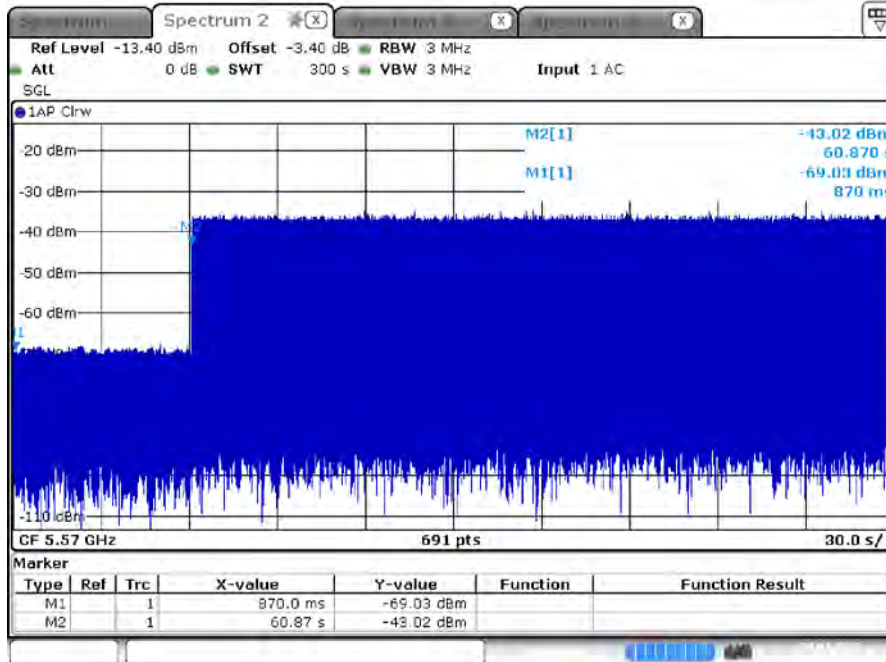 Spectrum 2
Ref Level -13.40 dBm Offset -3.40 dB RBW 3 MHz
Att 0 dB SWT 300 s VBW 3 MHz Input 1 AC
SGL
1AP Clrw
M2[1] -43.02 dBm
60.870 s
M1[1] -69.03 dBm
870 ms
-20 dBm
-30 dBm
M2
-40 dBm
-50 dBm
-60 dBm
-110 dBm
CF 5.57 GHz 691 pts 30.0 s/
Marker
Type Ref Trc X-value Y-value Function Function Result
M1 1 870.0 ms -69.03 dBm
M2 1 60.87 s -43.02 dBm